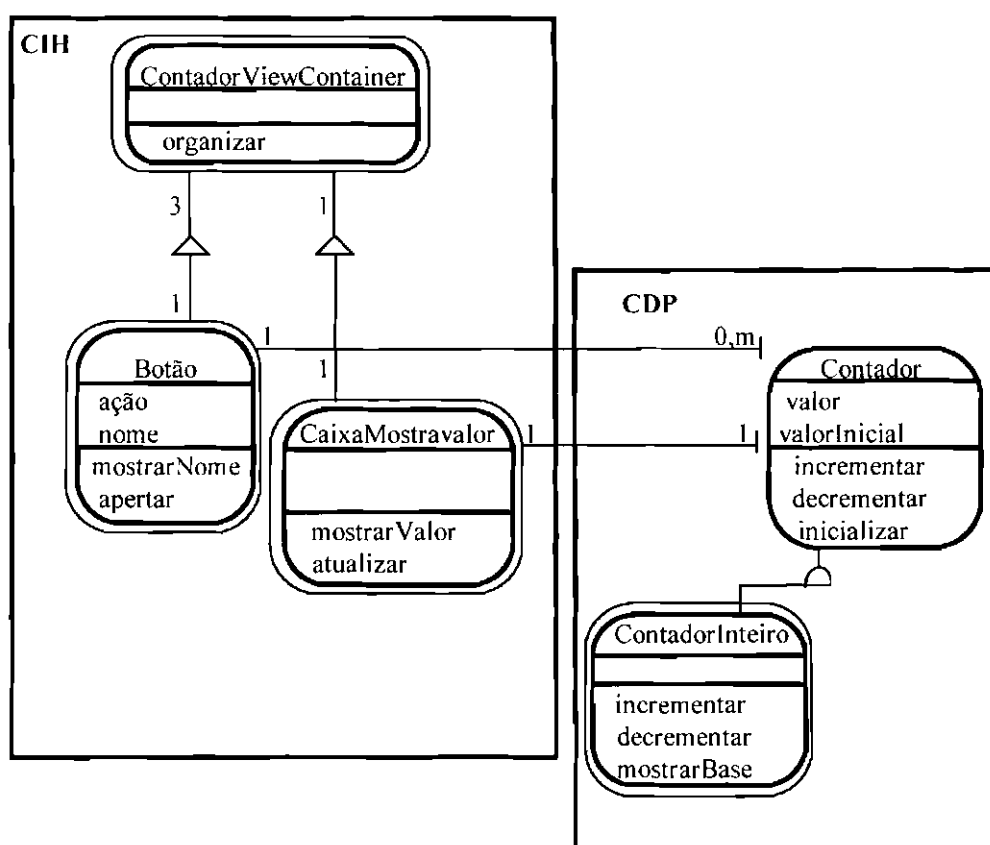 CIH
ContadorViewContainer
organizar
3
1
1
1
Botão
ação
nome
mostrarNome
apertar
1
0,m
CaixaMostravalor
mostrarValor
atualizar
1
1
CDP
Contador
valor
valorInicial
incrementar
decrementar
inicializar
ContadorInteiro
incrementar
decrementar
mostrarBase